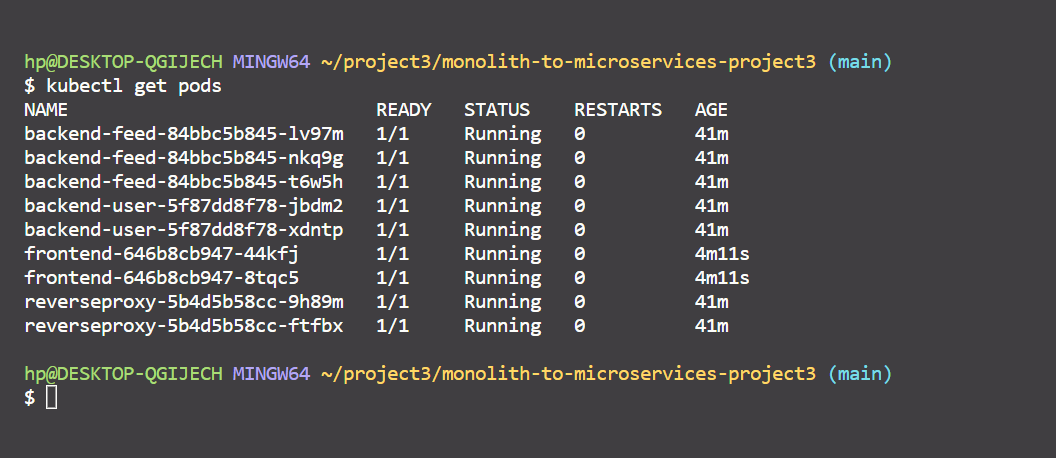 hp@DESKTOP-QGIJECH MINGW64 ~/project3/monolith-to-microservices-project3 (main)
$ kubectl get pods
NAME                            READY   STATUS    RESTARTS   AGE
backend-feed-84bbc5b845-lv97m   1/1     Running   0          41m
backend-feed-84bbc5b845-nkq9g   1/1     Running   0          41m
backend-feed-84bbc5b845-t6w5h   1/1     Running   0          41m
backend-user-5f87dd8f78-jbdm2   1/1     Running   0          41m
backend-user-5f87dd8f78-xdntp   1/1     Running   0          41m
frontend-646b8cb947-44kfj       1/1     Running   0          4m11s
frontend-646b8cb947-8tqc5       1/1     Running   0          4m11s
reverseproxy-5b4d5b58cc-9h89m   1/1     Running   0          41m
reverseproxy-5b4d5b58cc-ftfbx   1/1     Running   0          41m
hp@DESKTOP-QGIJECH MINGW64 ~/project3/monolith-to-microservices-project3 (main)
$